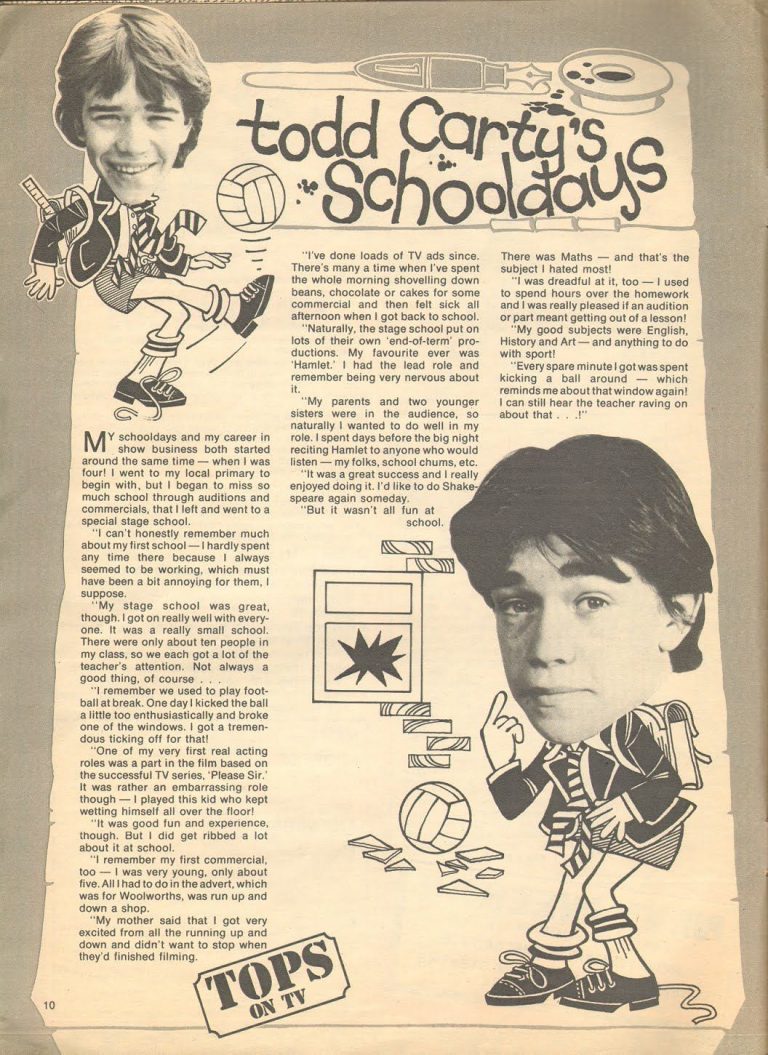 todd Carty's
Schooldays
MY schooldays and my career in
show business both started
around the same time — when I was
four! I went to my local primary to
begin with, but I began to miss so
much school through auditions and
commercials, that I left and went to a
special stage school.
"I can't honestly remember much
about my first school — I hardly spent
any time there because I always
seemed to be working, which must
have been a bit annoying for them, I
suppose.
"My stage school was great,
though. I got on really well with every-
one. It was a really small school.
There were only about ten people in
my class, so we each got a lot of the
teacher's attention. Not always a
good thing, of course . . .
"I remember we used to play foot-
ball at break. One day I kicked the ball
a little too enthusiastically and broke
one of the windows. I got a tremen-
dous ticking off for that!
"One of my very first real acting
roles was a part in the film based on
the successful TV series, 'Please Sir.'
It was rather an embarrassing role
though — I played this kid who kept
wetting himself all over the floor!
"It was good fun and experience,
though. But I did get ribbed a lot
about it at school.
"I remember my first commercial,
too — I was very young, only about
five. All I had to do in the advert, which
was for Woolworths, was run up and
down a shop.
"My mother said that I got very
excited from all the running up and
down and didn't want to stop when
they'd finished filming.
"I've done loads of TV ads since.
There's many a time when I've spent
the whole morning shovelling down
beans, chocolate or cakes for some
commercial and then felt sick all
afternoon when I got back to school.
"Naturally, the stage school put on
lots of their own 'end-of-term' pro-
ductions. My favourite ever was
'Hamlet.' I had the lead role and
remember being very nervous about
it.
"My parents and two younger
sisters were in the audience, so
naturally I wanted to do well in my
role. I spent days before the big night
reciting Hamlet to anyone who would
listen — my folks, school chums, etc.
"It was a great success and I really
enjoyed doing it. I'd like to do Shake-
speare again someday.
"But it wasn't all fun at
school.
There was Maths — and that's the
subject I hated most!
"I was dreadful at it, too — I used
to spend hours over the homework
and I was really pleased if an audition
or part meant getting out of a lesson!
"My good subjects were English,
History and Art — and anything to do
with sport!
"Every spare minute I got was spent
kicking a ball around — which
reminds me about that window again!
I can still hear the teacher raving on
about that . . .!"
TOPS
ON TV
10